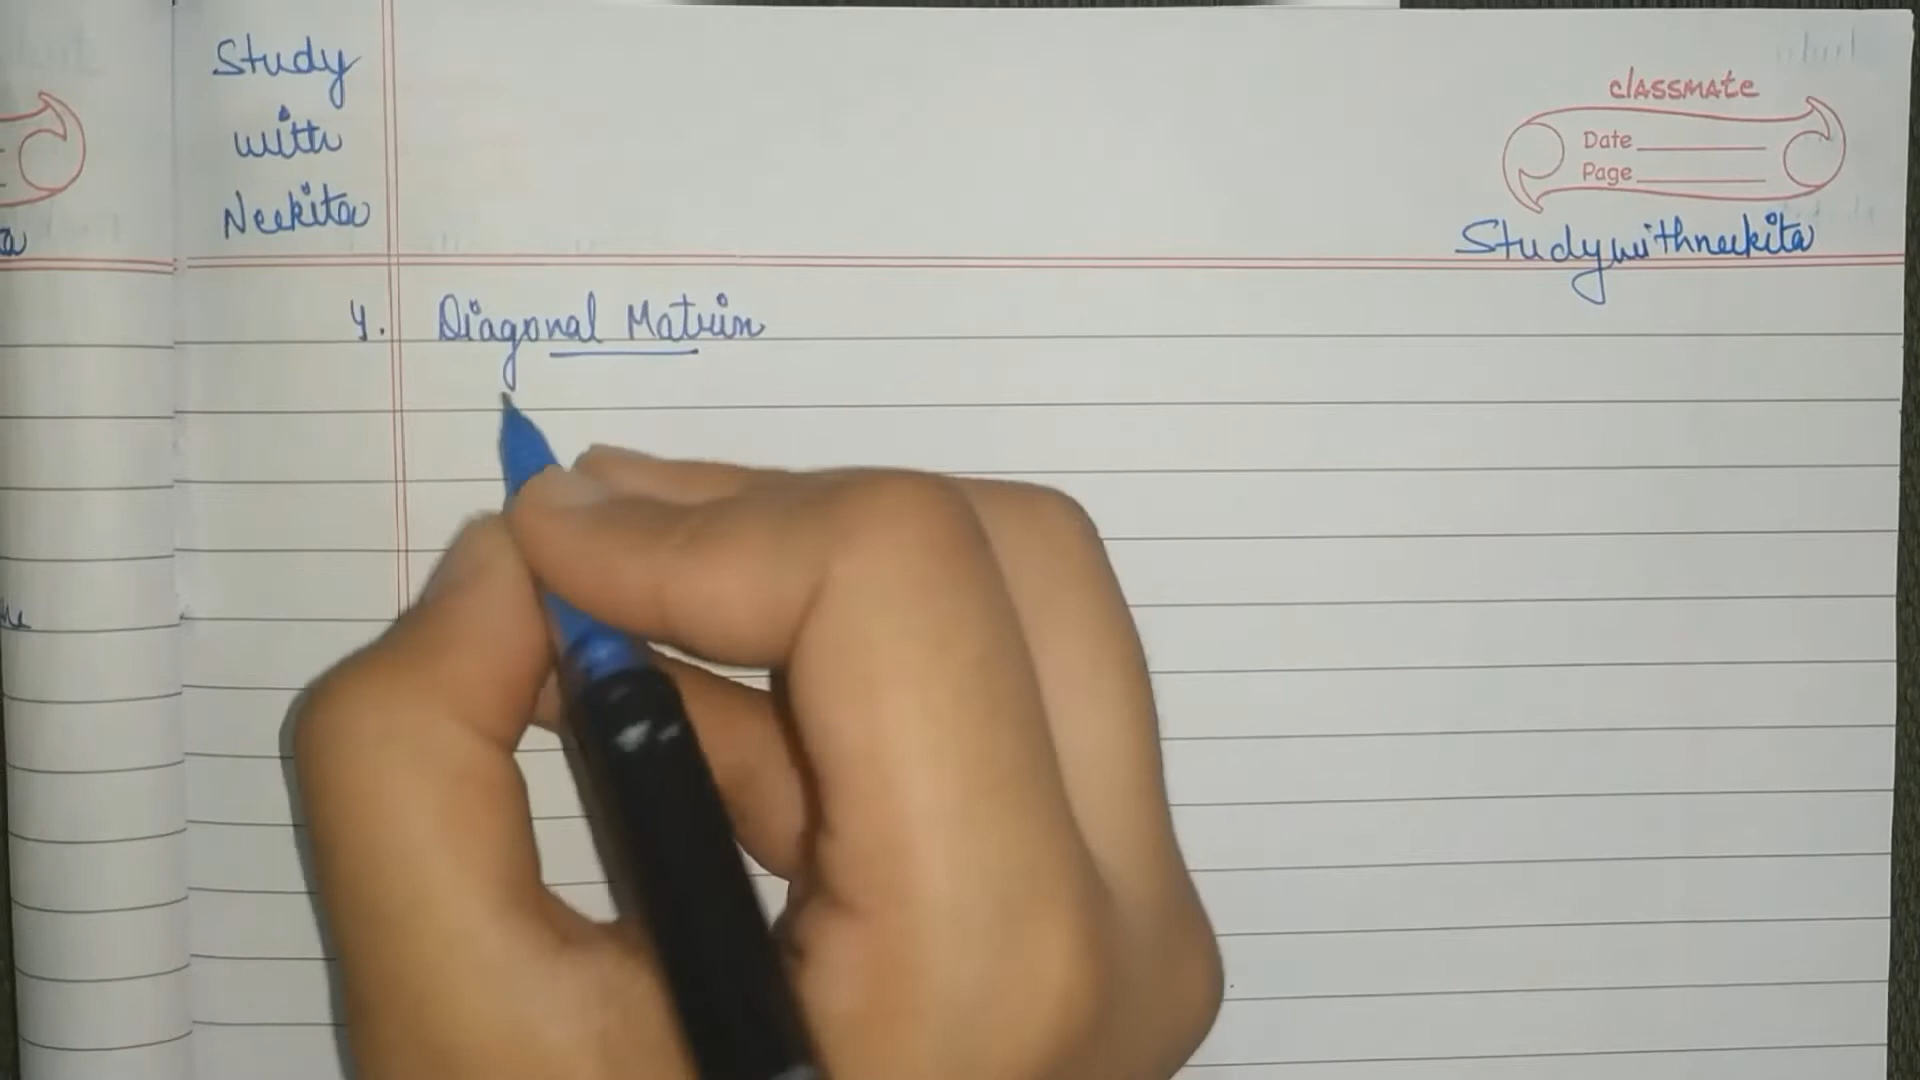 Study
with
Neekita
classmate
Date
Page
Studywithneekita
4. Diagonal Matrix